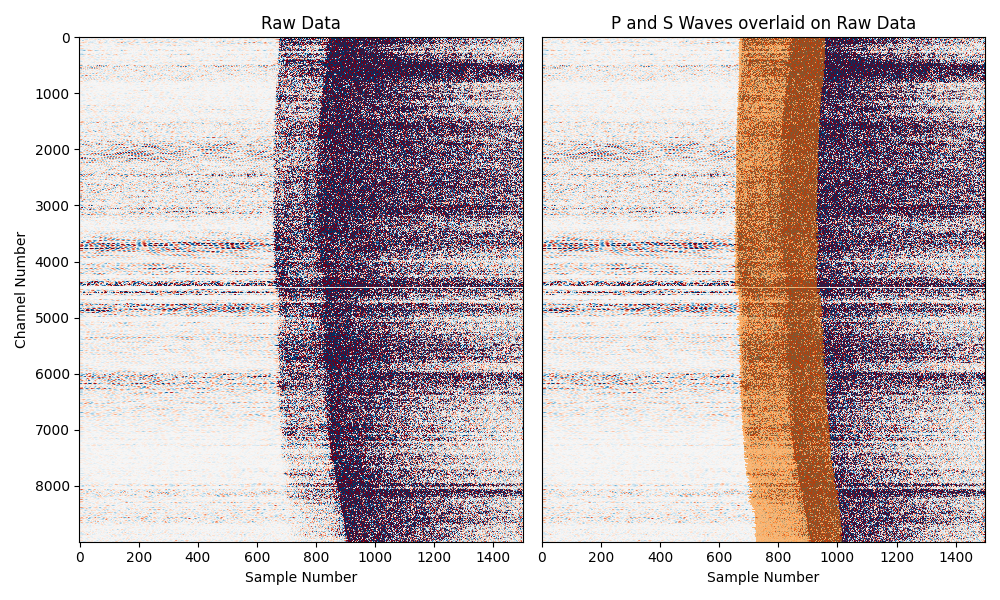 Raw Data
P and S Waves overlaid on Raw Data
Channel Number
0
1000
2000
3000
4000
5000
6000
7000
8000
0 200 400 600 800 1000 1200 1400
0 200 400 600 800 1000 1200 1400
Sample Number
Sample Number